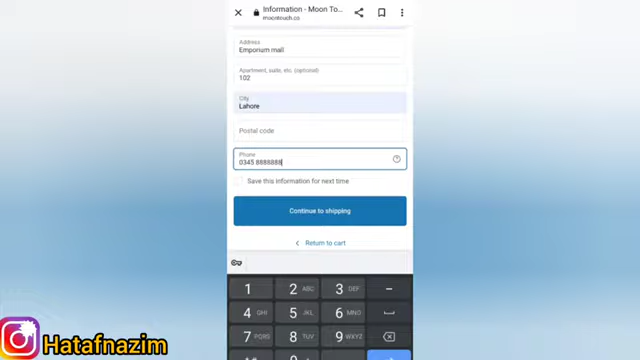 Information - Moon To...
moontouch.co
Address
Emporium mall
Apartment, suite, etc. (optional)
102
City
Lahore
Postal code
Phone
0345 8888888
Save this information for next time
Continue to shipping
Return to cart
1 2 ABC 3 DEF
4 GHI 5 JKL 6 MNO
7 PQRS 8 TUV 9 WXYZ
Hatafnazim